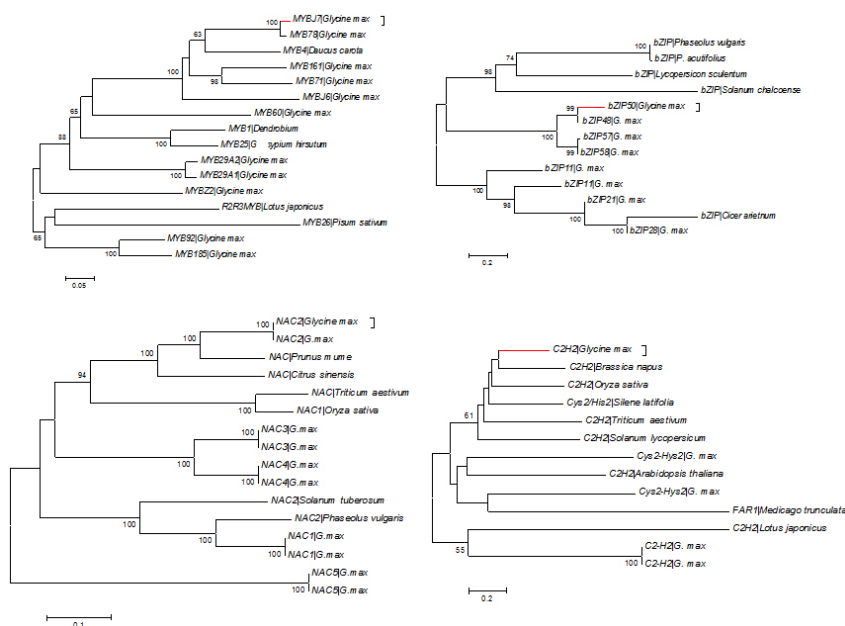 100
MYBJ7|Glycine max
MYB78|Glycine max
63
MYB4|Daucus carota
100
MYB161|Glycine max
98
MYB71|Glycine max
MYBJ6|Glycine max
65
MYB60|Glycine max
88
MYB1|Dendrobium
100
MYB25|G ypium hirsutum
MYB29A2|Glycine max
100
MYB29A1|Glycine max
MYBZ2|Glycine max
R2R3MYB|Lotus japonicus
65
MYB26|Pisum sativum
MYB92|Glycine max
100
MYB185|Glycine max
0.05
74
bZIP|Phaseolus vulgaris
100
bZIP|P. acutifolius
98
bZIP|Lycopersicon sculentum
bZIP|Solanum chalcoense
99
bZIP50|Glycine max
bZIP48|G. max
100
bZIP57|G. max
99
bZIP58|G. max
bZIP11|G. max
100
bZIP11|G. max
98
bZIP21|G. max
100
bZIP|Cicer arietnum
100
bZIP28|G. max
0.2
100
NAC2|Glycine max
100
NAC2|G.max
100
NAC|Prunus mume
94
NAC|Citrus sinensis
NAC|Triticum aestivum
100
NAC1|Oryza sativa
NAC3|G.max
100
NAC3|G.max
100
NAC4|G.max
100
NAC4|G.max
NAC2|Solanum tuberosum
100
NAC2|Phaseolus vulgaris
100
NAC1|G.max
100
NAC1|G.max
NAC5|G.max
100
NAC5|G.max
0.1
C2H2|Glycine max
C2H2|Brassica napus
C2H2|Oryza sativa
Cys2/His2|Silene latifolia
61
C2H2|Triticum aestivum
C2H2|Solanum lycopersicum
Cys2-Hys2|G. max
C2H2|Arabidopsis thaliana
Cys2-Hys2|G. max
FAR1|Medicago truncatula
C2H2|Lotus japonicus
55
C2-H2|G. max
100
C2-H2|G. max
0.2